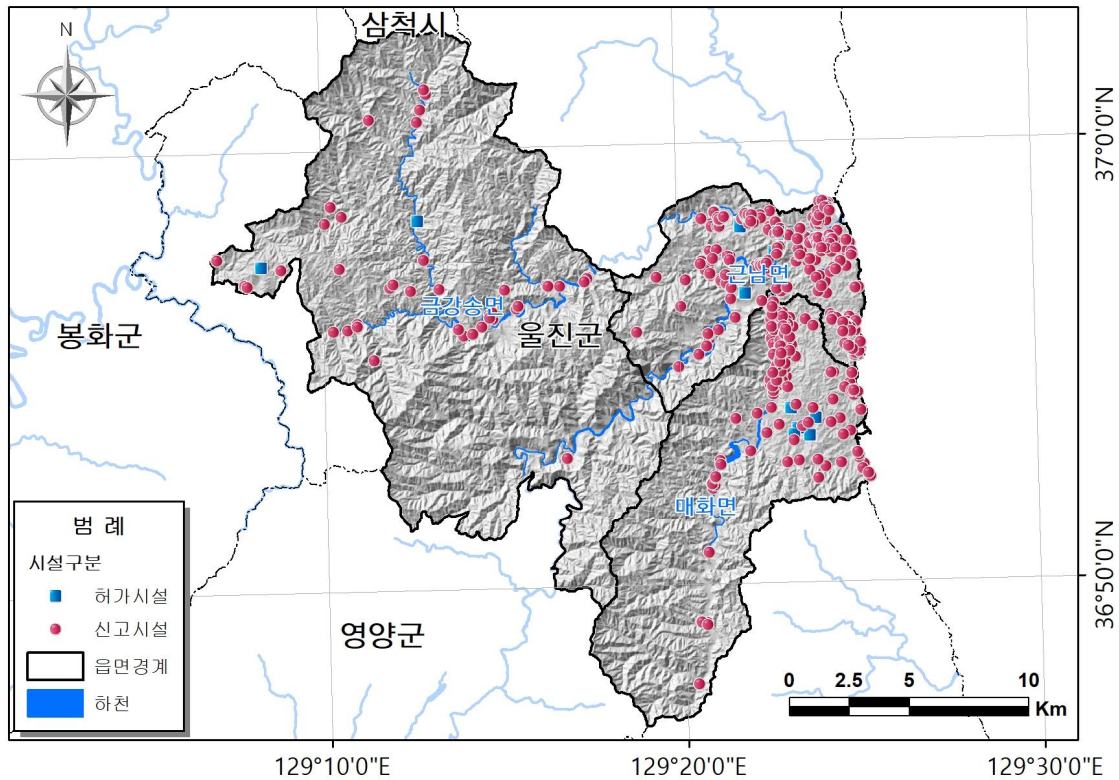 삼척시
N
37°0'0"N
근남면
금강송면
울진군
봉화군
매화면
36°50'0"N
영양군
범 례
시설구분
허가시설
신고시설
읍면경계
하천
0 2.5 5 10
Km
129°10'0"E 129°20'0"E 129°30'0"E